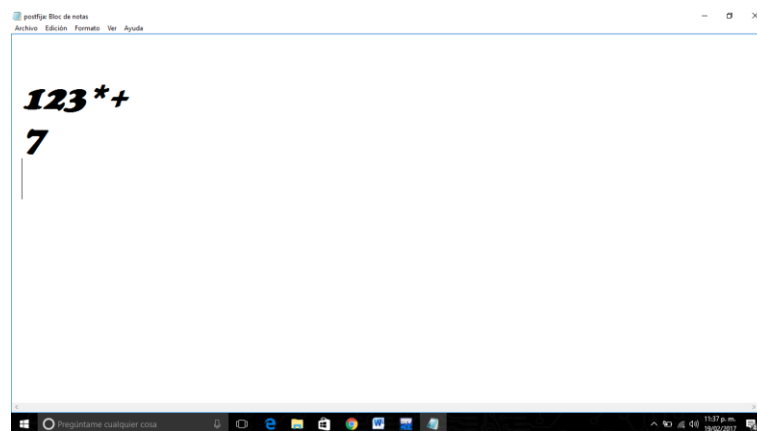 postfija: Bloc de notas
Archivo Edición Formato Ver Ayuda
123*+
7
Pregúntame cualquier cosa
11:37 p. m.
19/02/2017